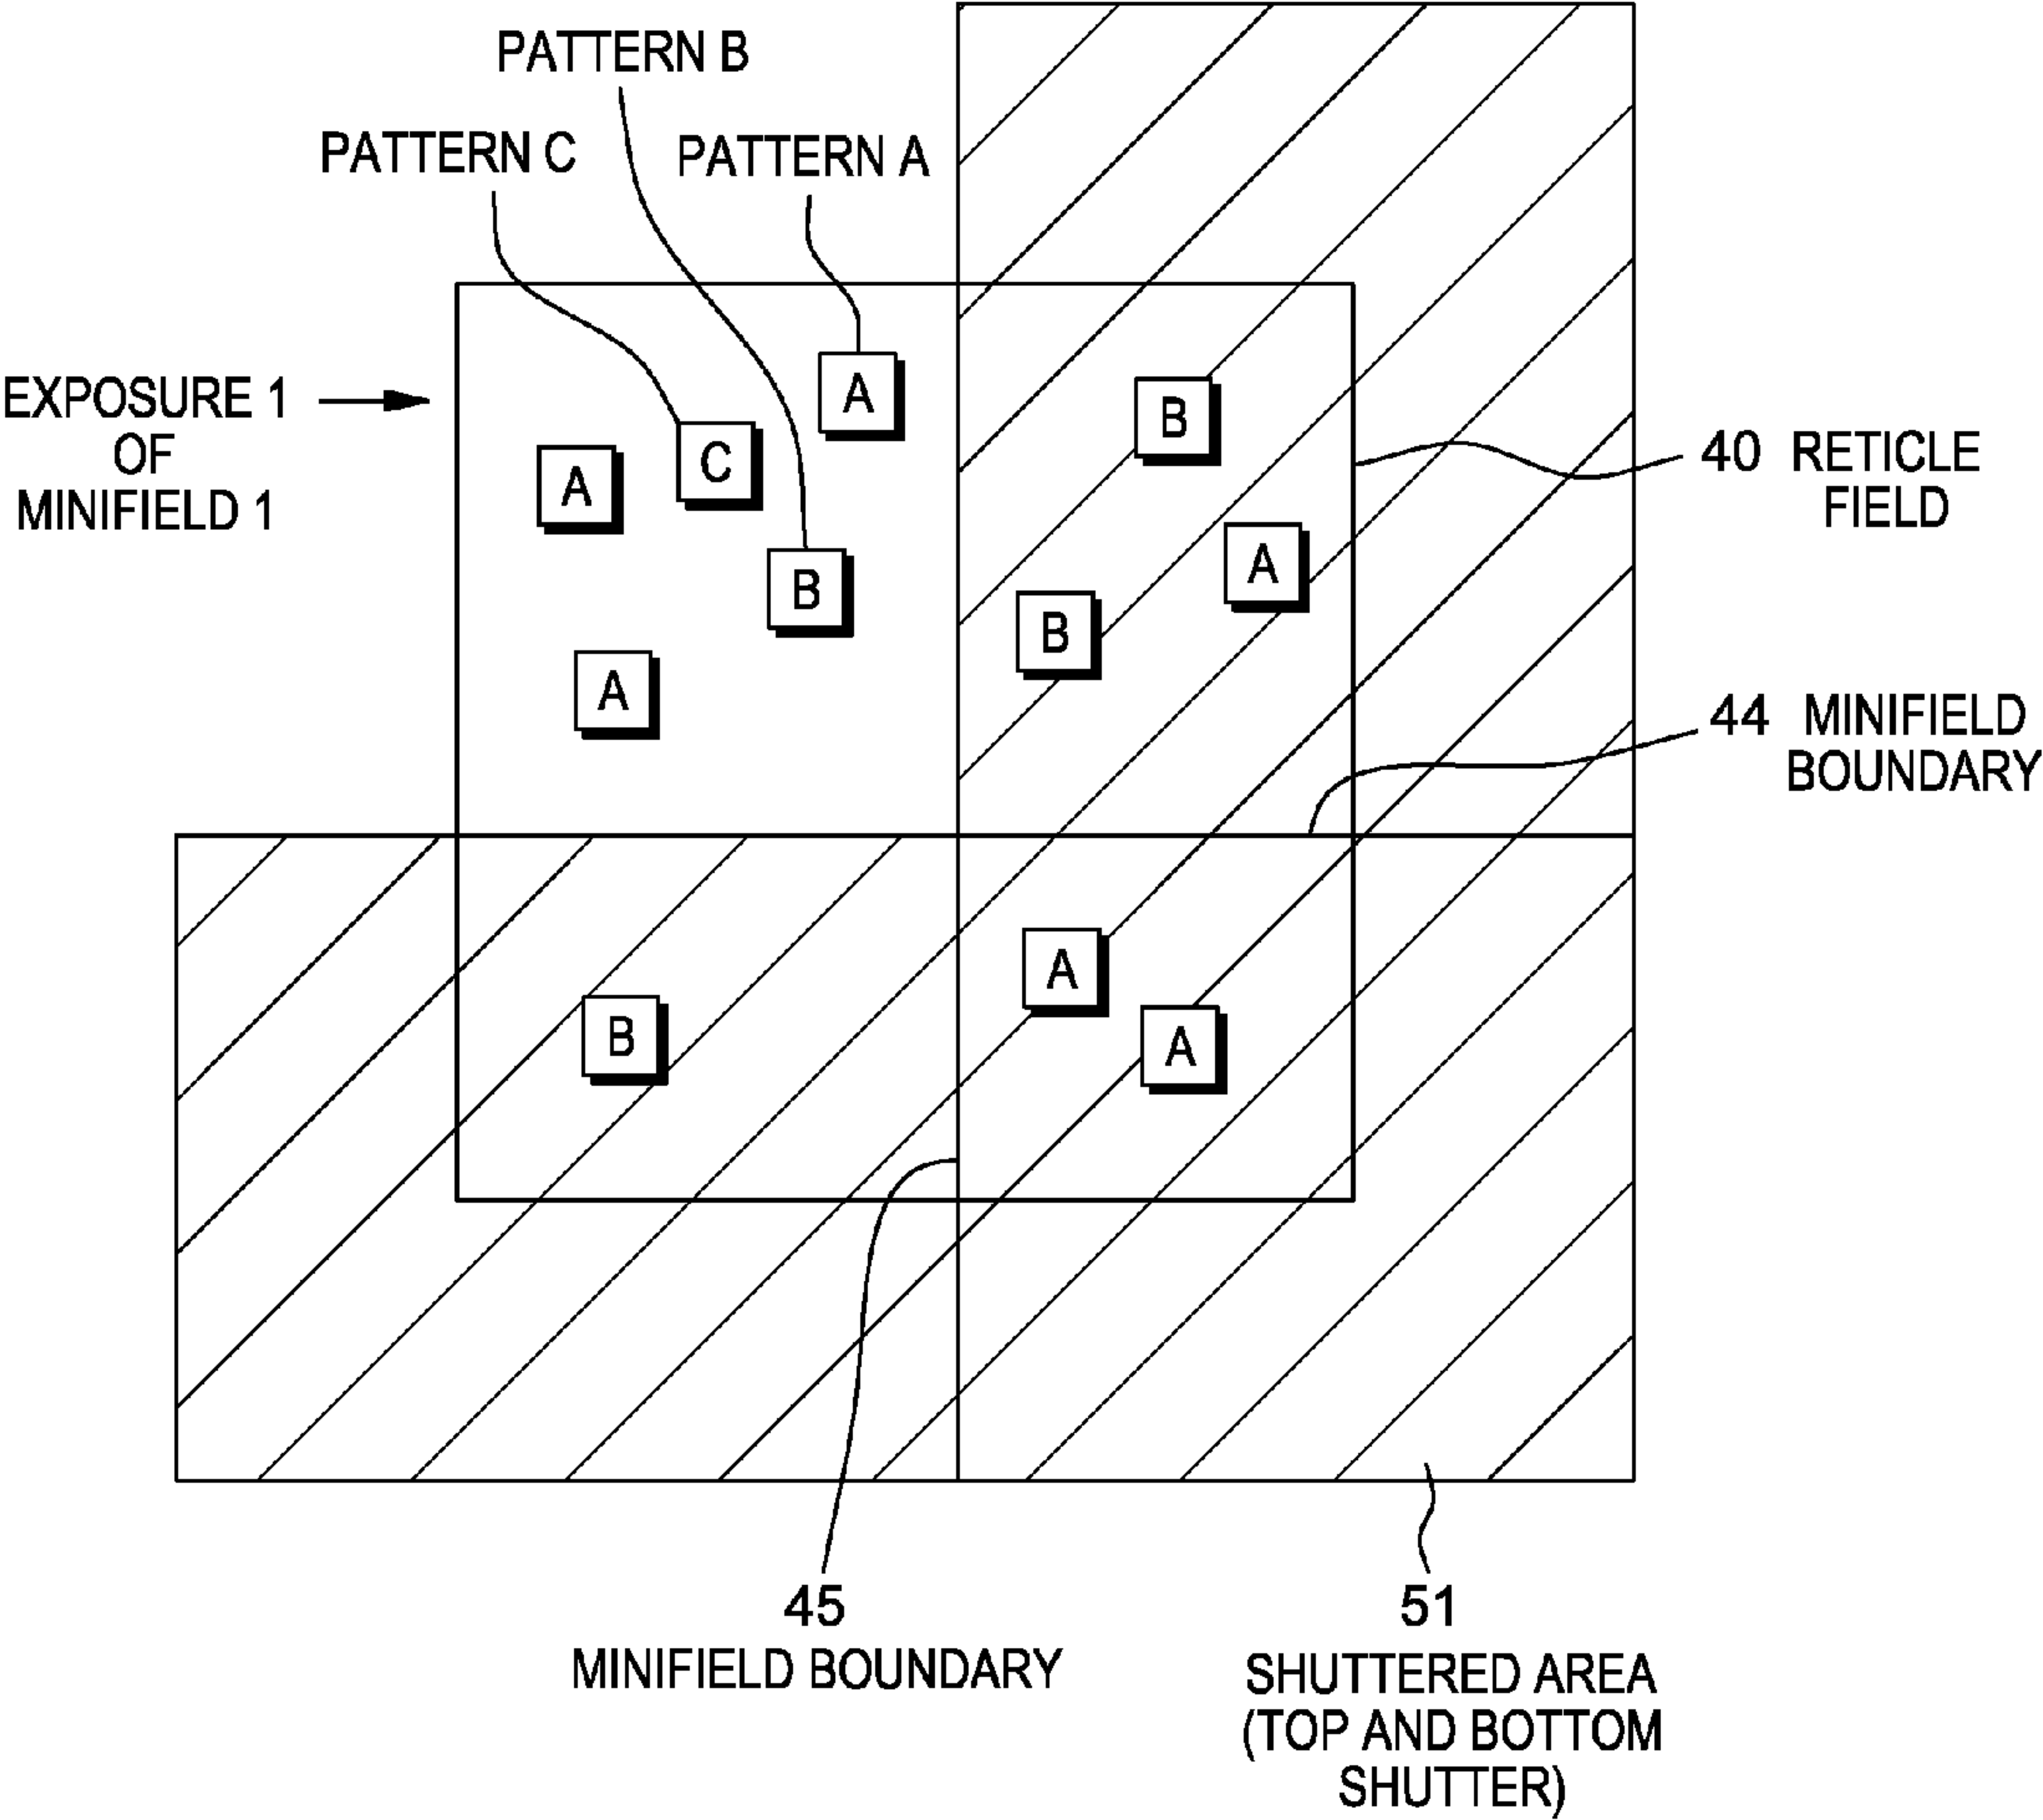 PATTERN B
PATTERN C
PATTERN A
EXPOSURE 1
OF
MINIFIELD 1
A
B
C
A
B
A
B
A
40 RETICLE
FIELD
44 MINIFIELD
BOUNDARY
A
B
A
45
MINIFIELD BOUNDARY
51
SHUTTERED AREA
(TOP AND BOTTOM
SHUTTER)